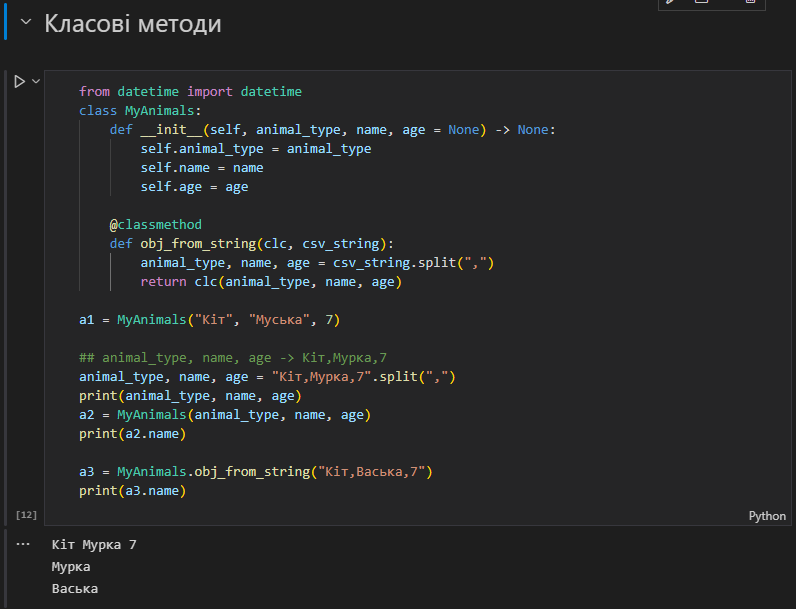 Класові методи
from datetime import datetime
class MyAnimals:
    def __init__(self, animal_type, name, age = None) -> None:
        self.animal_type = animal_type
        self.name = name
        self.age = age
    @classmethod
    def obj_from_string(clc, csv_string):
        animal_type, name, age = csv_string.split(",")
        return clc(animal_type, name, age)
a1 = MyAnimals("Кіт", "Муська", 7)
## animal_type, name, age -> Кіт,Мурка,7
animal_type, name, age = "Кіт,Мурка,7".split(",")
print(animal_type, name, age)
a2 = MyAnimals(animal_type, name, age)
print(a2.name)
a3 = MyAnimals.obj_from_string("Кіт,Васька,7")
print(a3.name)
[12]
Python
Кіт Мурка 7
Мурка
Васька